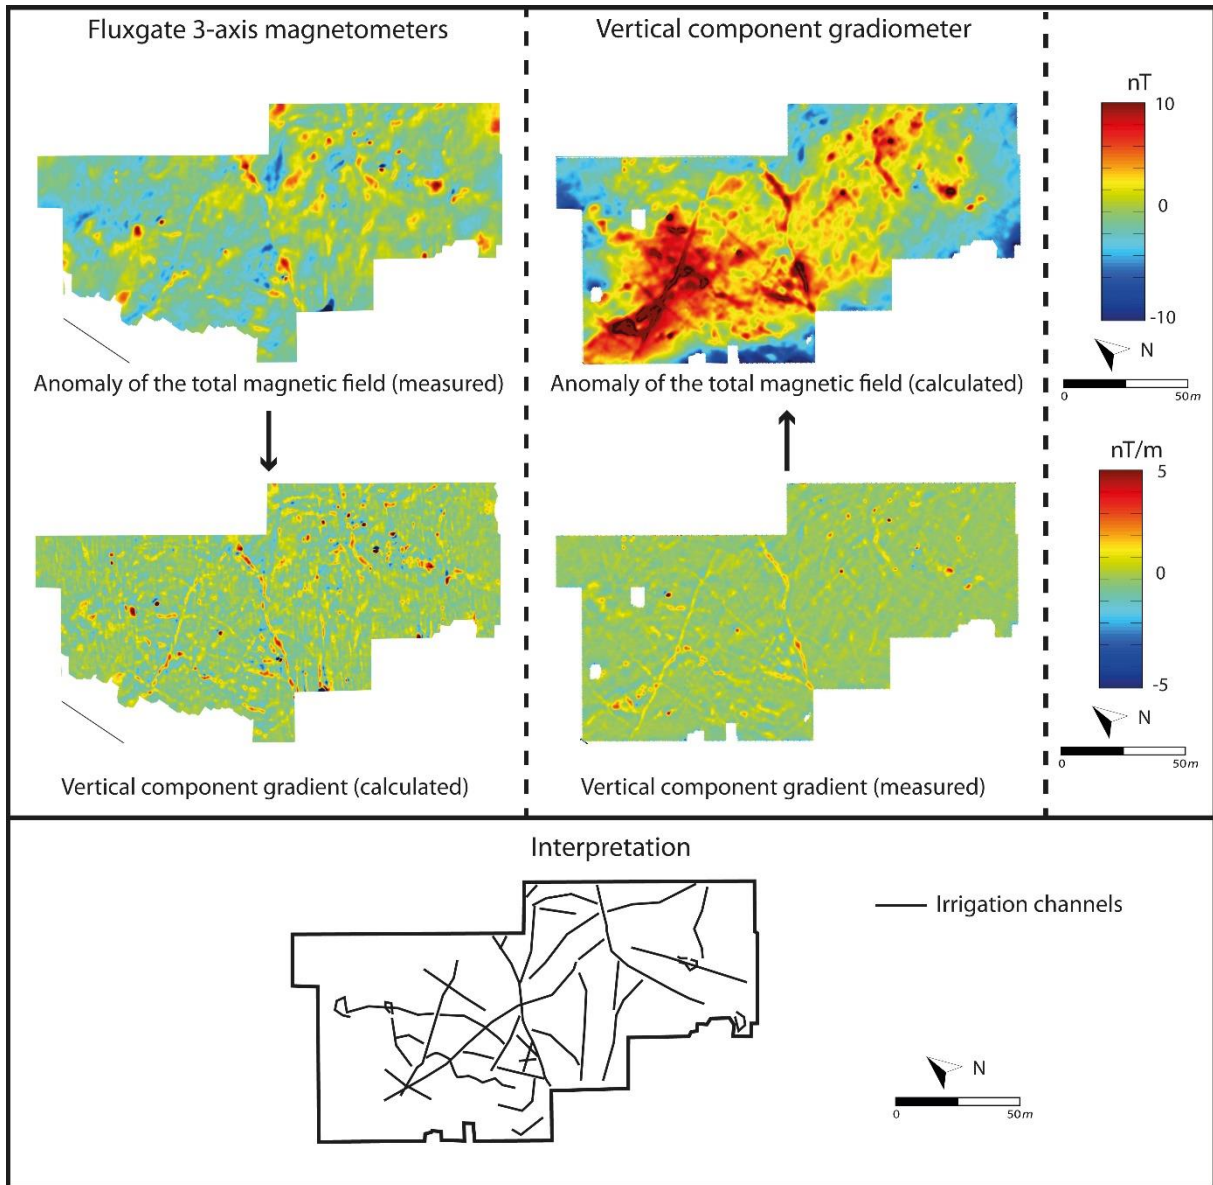 Fluxgate 3-axis magnetometers
Vertical component gradiometer
nT
10
0
-10
N
0
50m
Anomaly of the total magnetic field (measured)
Anomaly of the total magnetic field (calculated)
nT/m
5
0
-5
N
0
50m
Vertical component gradient (calculated)
Vertical component gradient (measured)
Interpretation
Irrigation channels
N
0
50m